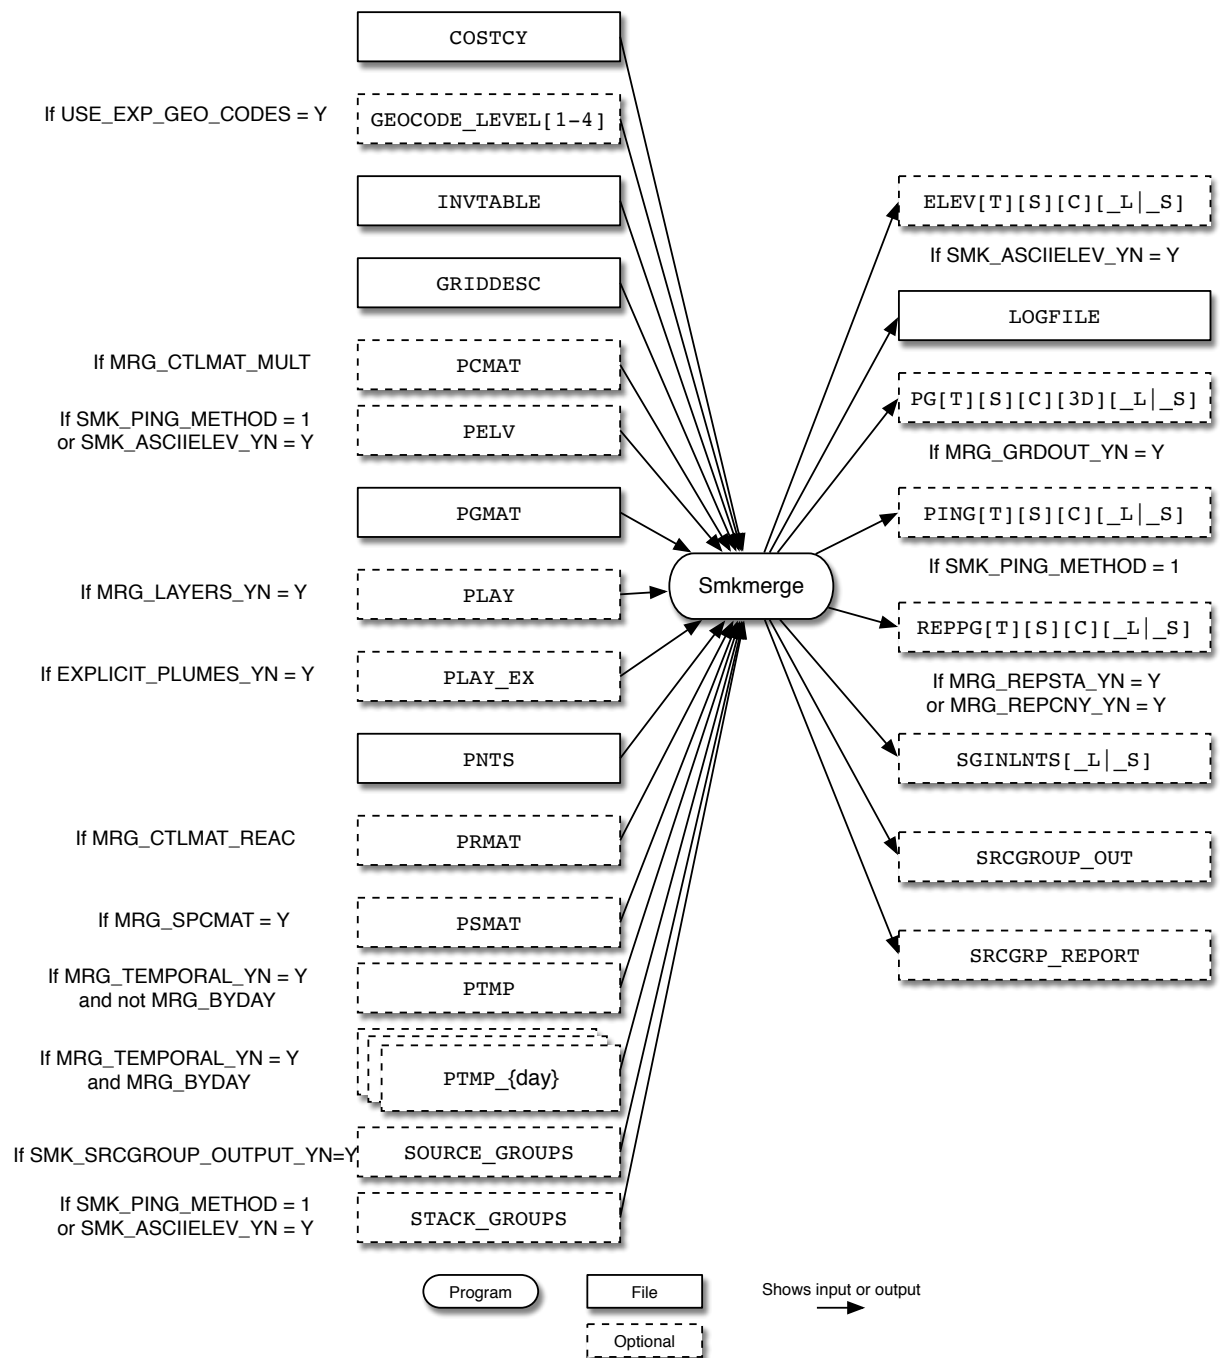 COSTCY
If USE_EXP_GEO_CODES = Y
GEOCODE_LEVEL[1-4]
INVTABLE
GRIDDESC
If MRG_CTLMAT_MULT
PCMAT
If SMK_PING_METHOD = 1
or SMK_ASCIIELEV_YN = Y
PELV
PGMAT
If MRG_LAYERS_YN = Y
PLAY
If EXPLICIT_PLUMES_YN = Y
PLAY_EX
PNTS
If MRG_CTLMAT_REAC
PRMAT
If MRG_SPCMAT = Y
PSMAT
If MRG_TEMPORAL_YN = Y
and not MRG_BYDAY
PTMP
If MRG_TEMPORAL_YN = Y
and MRG_BYDAY
PTMP_{day}
If SMK_SRCGROUP_OUTPUT_YN=Y
SOURCE_GROUPS
If SMK_PING_METHOD = 1
or SMK_ASCIIELEV_YN = Y
STACK_GROUPS
Smkmerge
ELEV[T][S][C][_L|_S]
If SMK_ASCIIELEV_YN = Y
LOGFILE
PG[T][S][C][3D][_L|_S]
If MRG_GRDOUT_YN = Y
PING[T][S][C][_L|_S]
If SMK_PING_METHOD = 1
REPPG[T][S][C][_L|_S]
If MRG_REPSTA_YN = Y
or MRG_REPCNY_YN = Y
SGINLNTS[_L|_S]
SRCGROUP_OUT
SRCGRP_REPORT
Program
File
Shows input or output
Optional